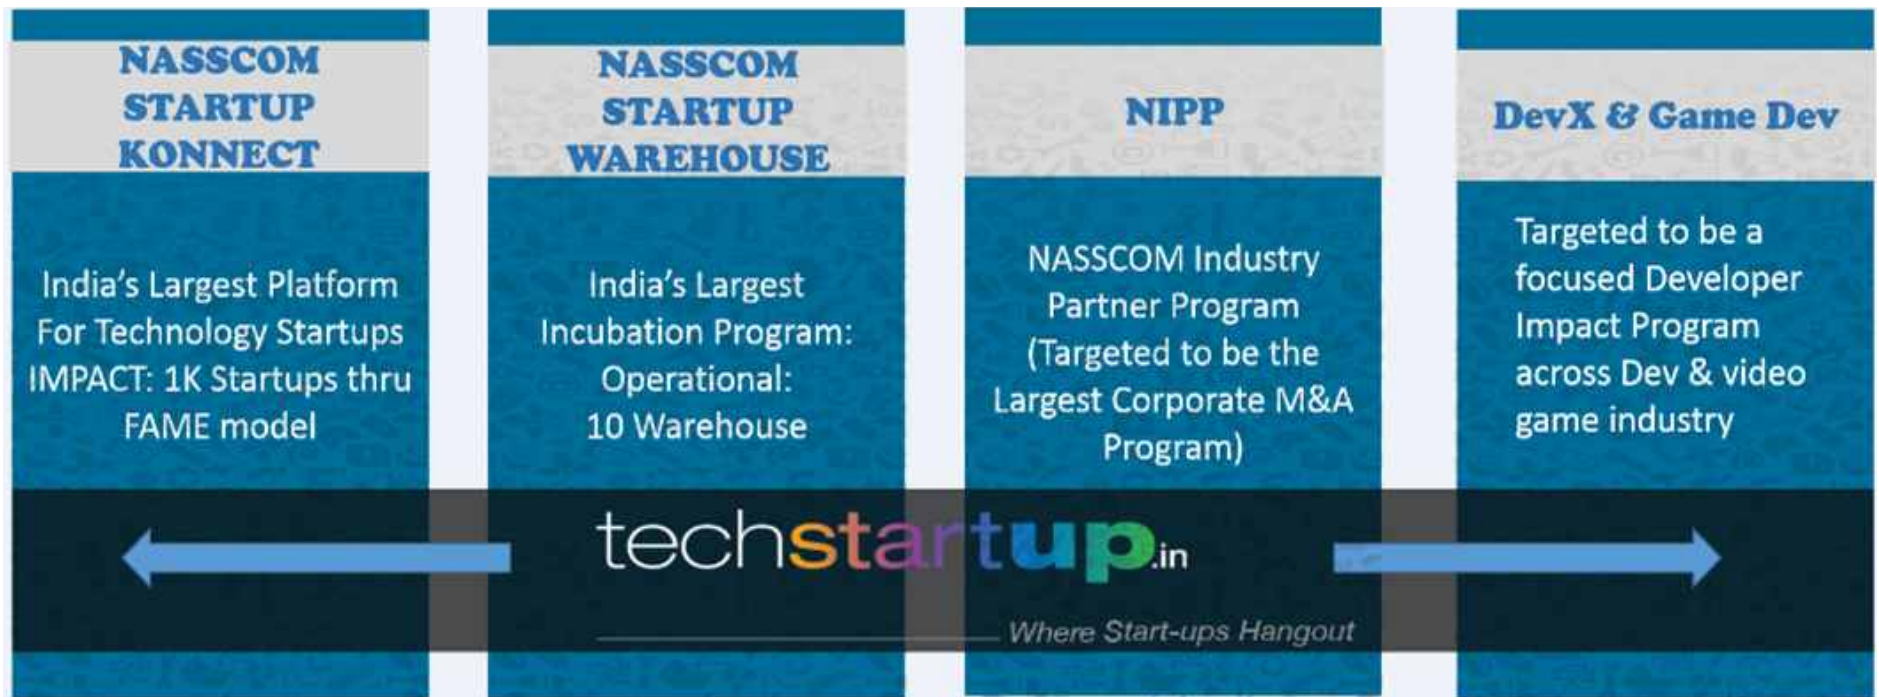 NASSCOM
STARTUP
KONNECT
India's Largest Platform
For Technology Startups
IMPACT: 1K Startups thru
FAME model
NASSCOM
STARTUP
WAREHOUSE
India's Largest
Incubation Program:
Operational:
10 Warehouse
NIPP
NASSCOM Industry
Partner Program
(Targeted to be the
Largest Corporate M&A
Program)
DevX & Game Dev
Targeted to be a
focused Developer
Impact Program
across Dev & video
game industry
techstartup.in
Where Start-ups Hangout